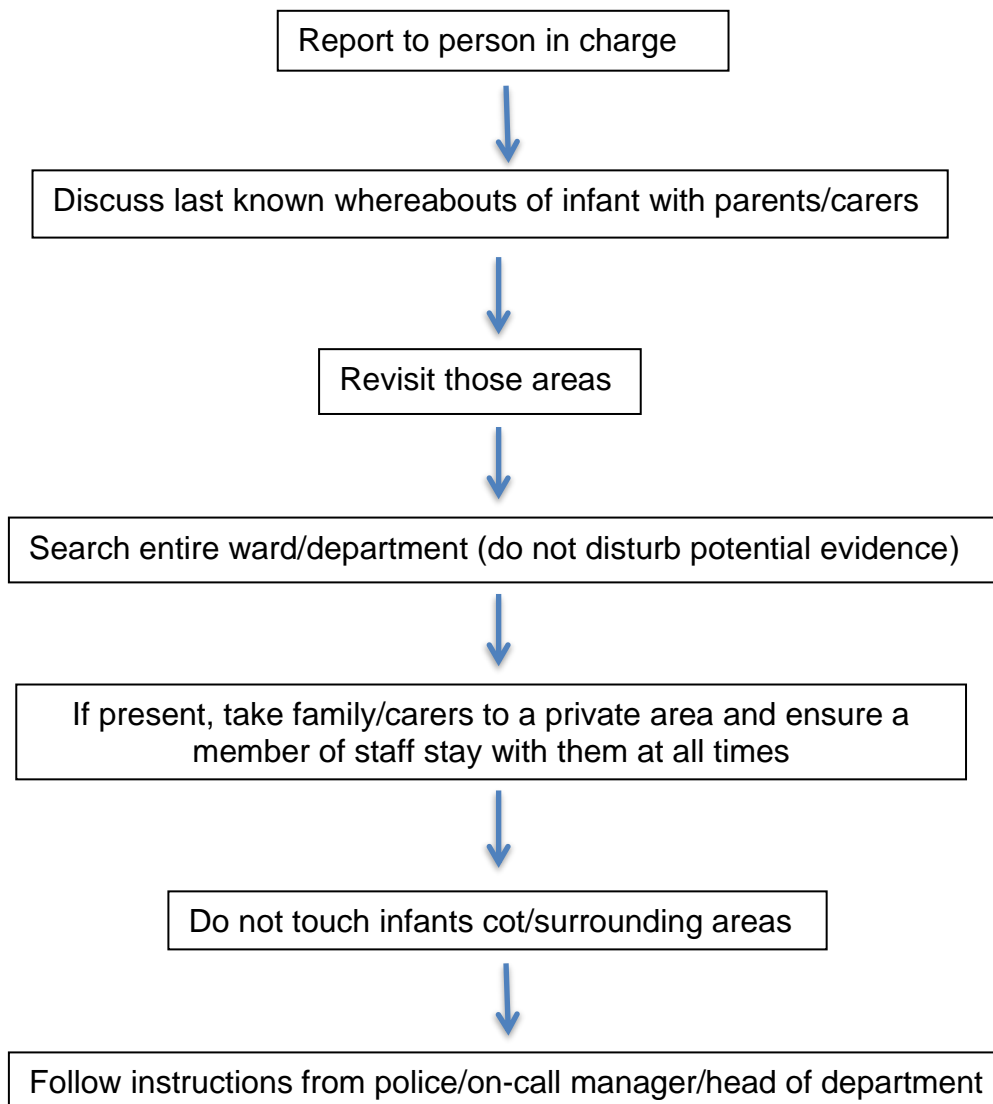 Report to person in charge
Discuss last known whereabouts of infant with parents/carers
Revisit those areas
Search entire ward/department (do not disturb potential evidence)
If present, take family/carers to a private area and ensure a
member of staff stay with them at all times
Do not touch infants cot/surrounding areas
Follow instructions from police/on-call manager/head of department